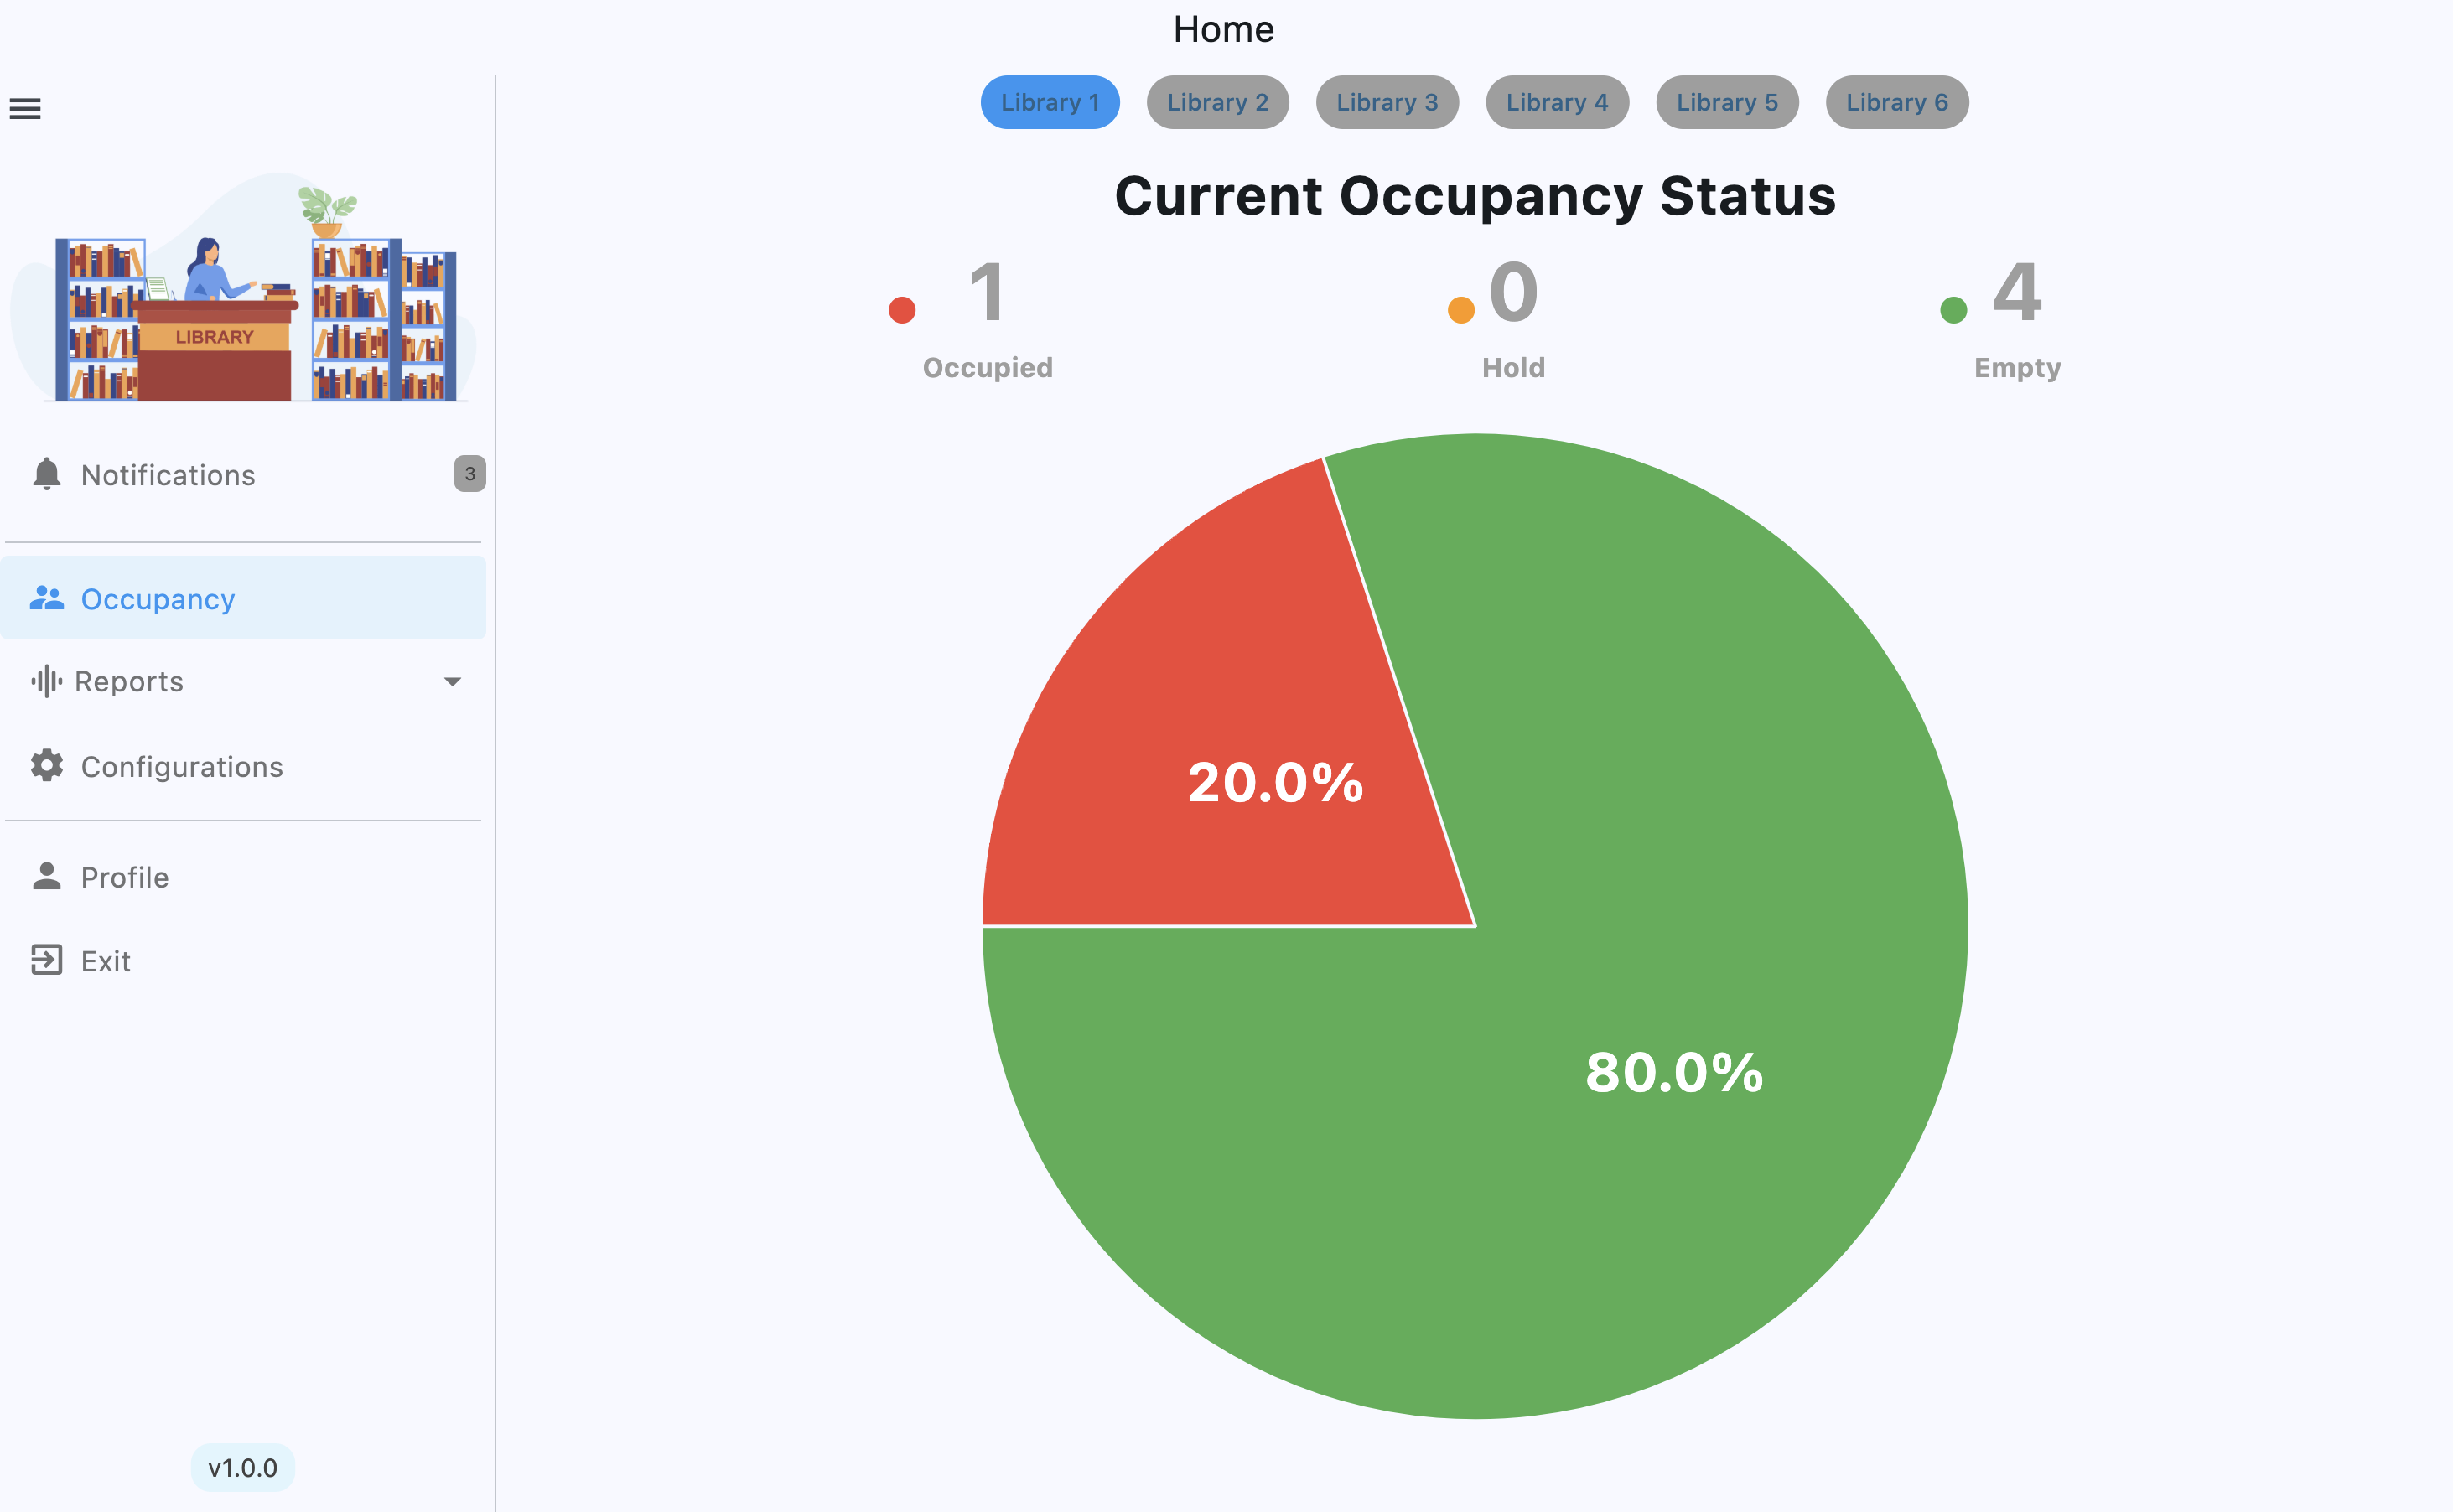 Home
Library 1 Library 2 Library 3 Library 4 Library 5 Library 6
Current Occupancy Status
1 0 4
Occupied Hold Empty
LIBRARY
Notifications 3
Occupancy
Reports
Configurations
Profile
Exit
20.0%
80.0%
v1.0.0